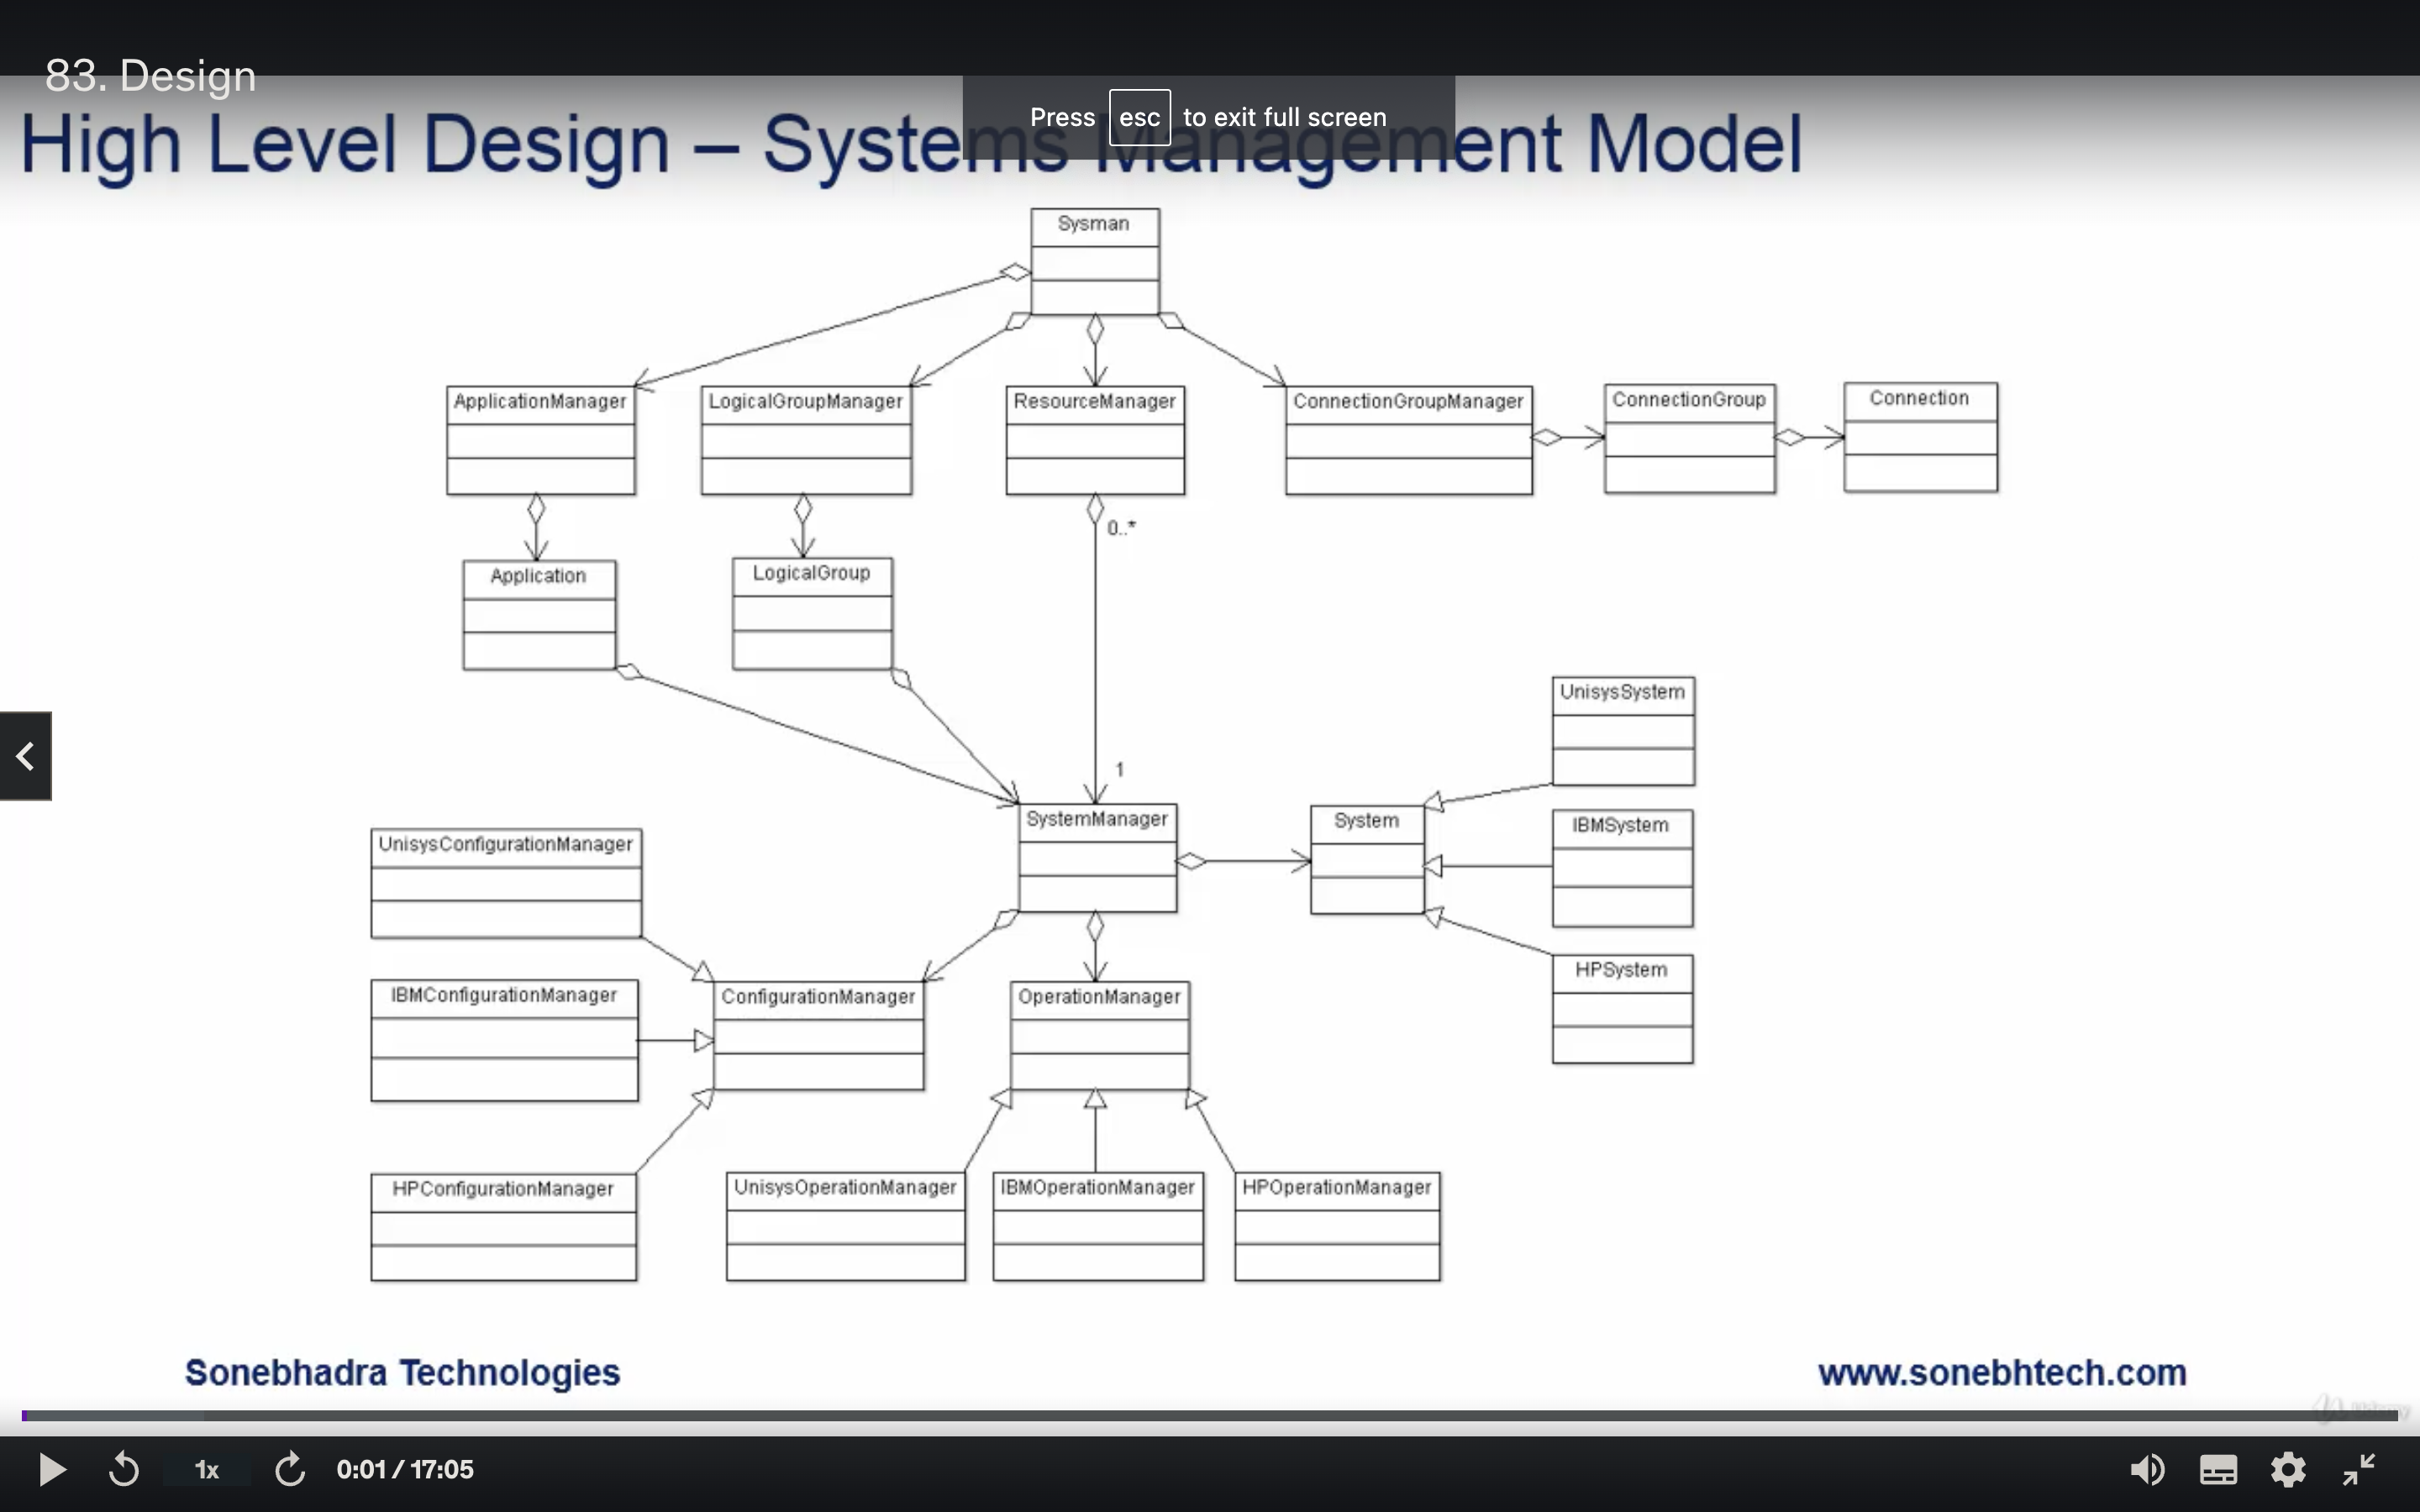 83. Design
Press esc to exit full screen
High Level Design – Systems Management Model
Sysman
ApplicationManager
LogicalGroupManager
ResourceManager
ConnectionGroupManager
ConnectionGroup
Connection
0..*
Application
LogicalGroup
UnisysSystem
1
SystemManager
System
IBMSystem
UnisysConfigurationManager
HPSystem
IBMConfigurationManager
ConfigurationManager
OperationManager
HPConfigurationManager
UnisysOperationManager
IBMOperationManager
HPOperationManager
Sonebhadra Technologies
www.sonebhtech.com
Udemy
1x
0:01 / 17:05